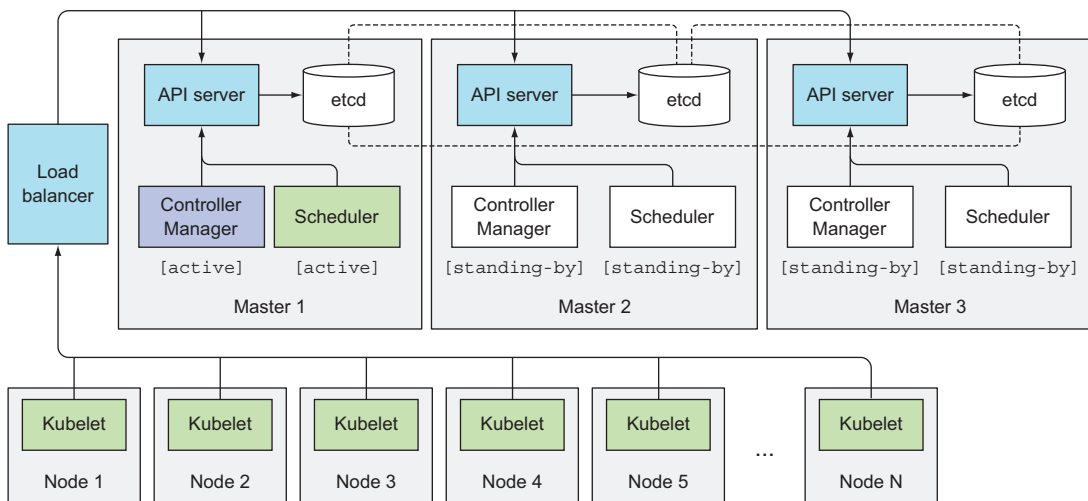 API server
etcd
API server
etcd
API server
etcd
Load
balancer
Controller
Manager
Scheduler
Controller
Manager
Scheduler
Controller
Manager
Scheduler
[active]
[active]
[standing-by]
[standing-by]
[standing-by]
[standing-by]
Master 1
Master 2
Master 3
Kubelet
Kubelet
Kubelet
Kubelet
Kubelet
Kubelet
Node 1
Node 2
Node 3
Node 4
Node 5
...
Node N